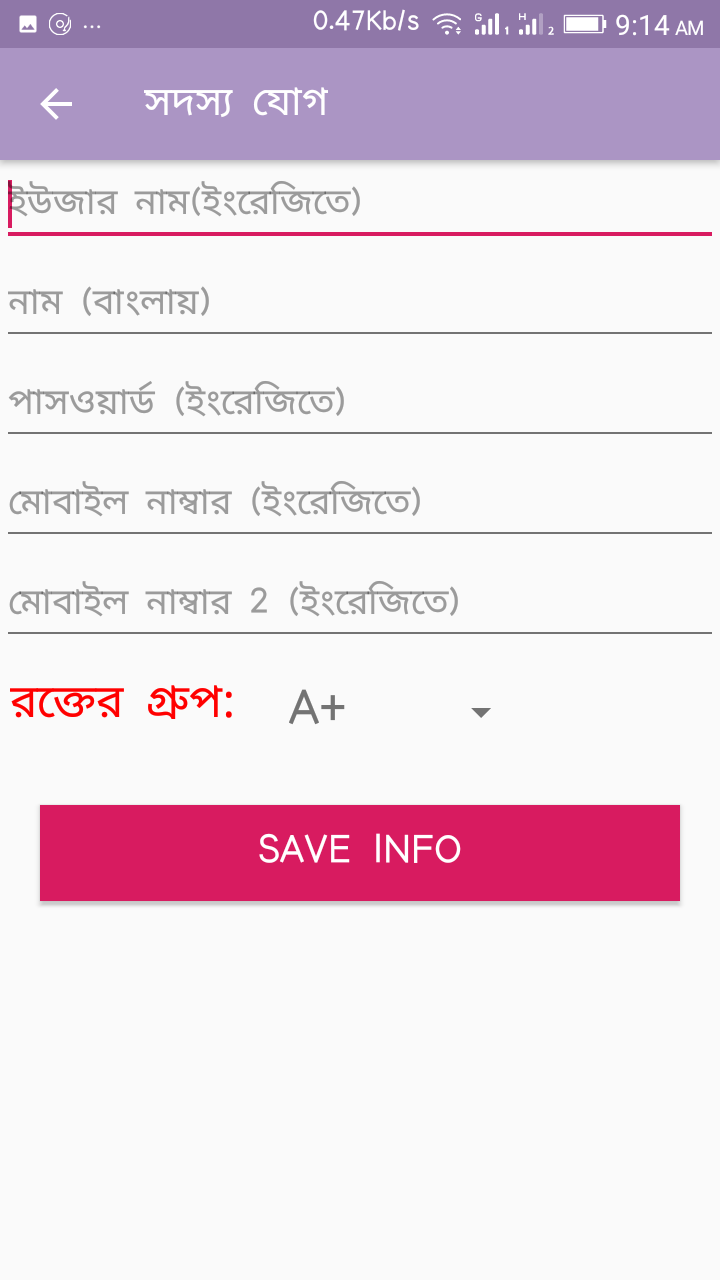 0.47Kb/s G 1 H 2 9:14 AM
সদস্য যোগ
ইউজার নাম(ইংরেজিতে)
নাম (বাংলায়)
পাসওয়ার্ড (ইংরেজিতে)
মোবাইল নাম্বার (ইংরেজিতে)
মোবাইল নাম্বার 2 (ইংরেজিতে)
রক্তের গ্রুপ: A+
SAVE INFO